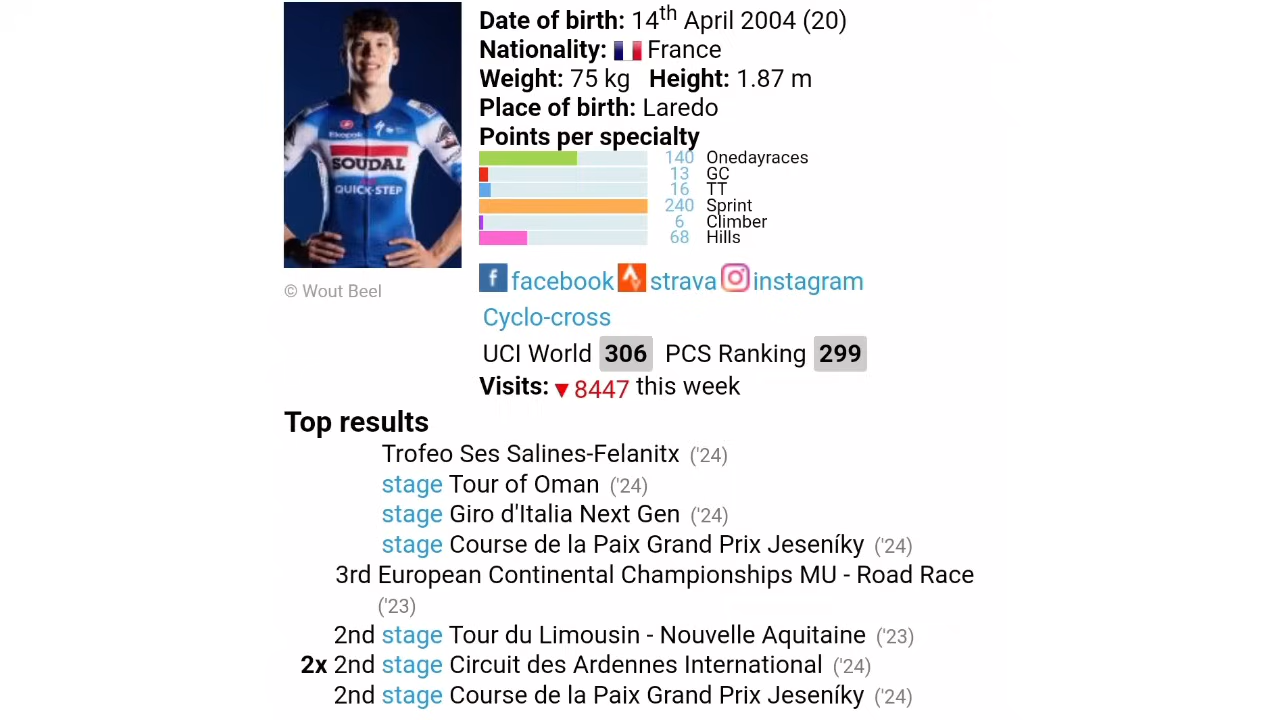 Date of birth: 14th April 2004 (20)
Nationality: France
Weight: 75 kg Height: 1.87 m
Place of birth: Laredo
Points per specialty
140 Onedayraces
13 GC
16 TT
240 Sprint
6 Climber
68 Hills
Ekopak
SOUDAL
QUICK-STEP
© Wout Beel
facebook strava instagram
Cyclo-cross
UCI World 306 PCS Ranking 299
Visits: ▼8447 this week
Top results
Trofeo Ses Salines-Felanitx ('24)
stage Tour of Oman ('24)
stage Giro d'Italia Next Gen ('24)
stage Course de la Paix Grand Prix Jeseníky ('24)
3rd European Continental Championships MU - Road Race
('23)
2nd stage Tour du Limousin - Nouvelle Aquitaine ('23)
2x 2nd stage Circuit des Ardennes International ('24)
2nd stage Course de la Paix Grand Prix Jeseníky ('24)